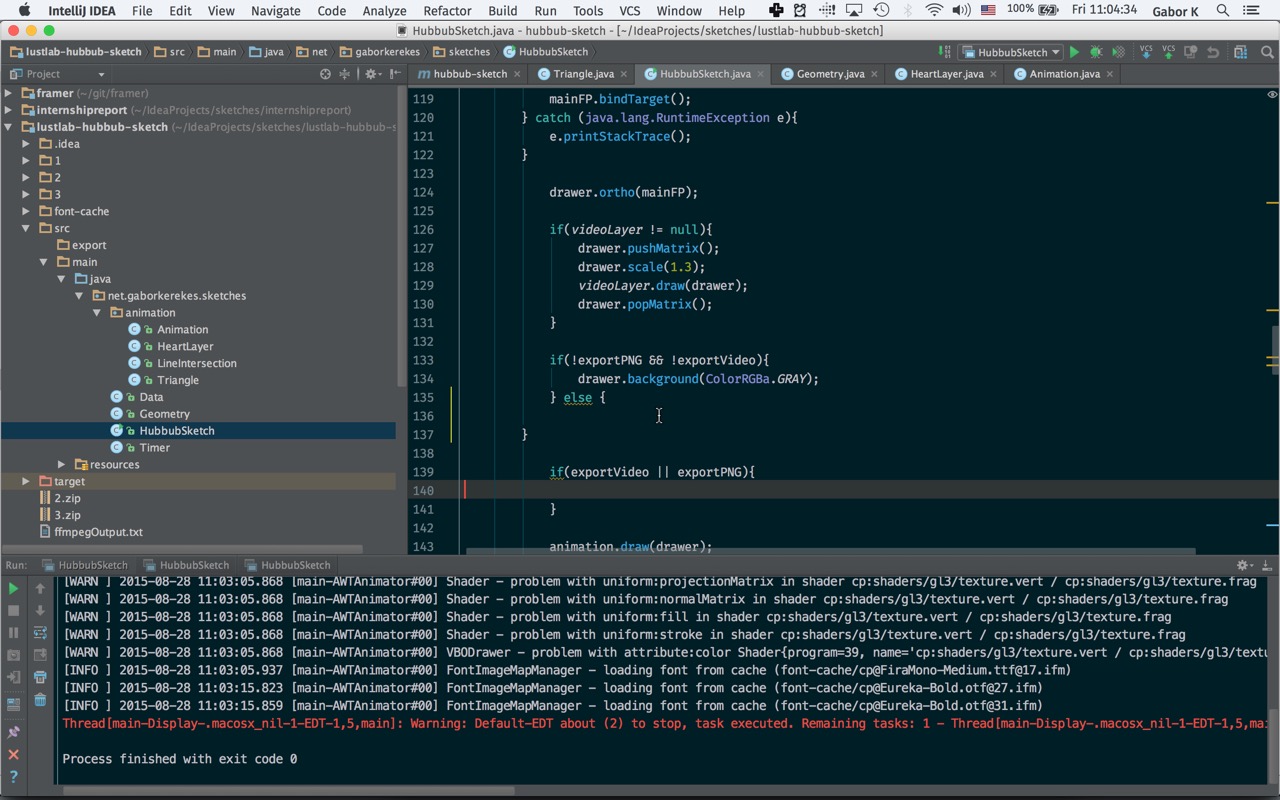 IntelliJ IDEA File Edit View Navigate Code Analyze Refactor Build Run Tools VCS Window Help 100% Fri 11:04:34 Gabor K
HubbubSketch.java - hubbub-sketch - [~/IdeaProjects/sketches/lustlab-hubbub-sketch]
lustlab-hubbub-sketch src main java net gaborkerekes sketches HubbubSketch HubbubSketch VCS VCS
Project hubbub-sketch Triangle.java HubbubSketch.java Geometry.java HeartLayer.java Animation.java
framer (~/git/framer)
internshipreport (~/IdeaProjects/sketches/internshipreport)
lustlab-hubbub-sketch (~/IdeaProjects/sketches/lustlab-hubbub-s
.idea
1
2
3
font-cache
src
export
main
java
net.gaborkerekes.sketches
animation
Animation
HeartLayer
LineIntersection
Triangle
Data
Geometry
HubbubSketch
Timer
resources
target
2.zip
3.zip
ffmpegOutput.txt
119 mainFP.bindTarget();
120 } catch (java.lang.RuntimeException e){
121 e.printStackTrace();
122 }
123
124 drawer.ortho(mainFP);
125
126 if(videoLayer != null){
127 drawer.pushMatrix();
128 drawer.scale(1.3);
129 videoLayer.draw(drawer);
130 drawer.popMatrix();
131 }
132
133 if(!exportPNG && !exportVideo){
134 drawer.background(ColorRGBa.GRAY);
135 } else {
136
137 }
138
139 if(exportVideo || exportPNG){
140
141 }
142
143 animation.draw(drawer);
Run: HubbubSketch HubbubSketch HubbubSketch
[WARN ] 2015-08-28 11:03:05.868 [main-AWTAnimator#00] Shader - problem with uniform:projectionMatrix in shader cp:shaders/gl3/texture.vert / cp:shaders/gl3/texture.frag
[WARN ] 2015-08-28 11:03:05.868 [main-AWTAnimator#00] Shader - problem with uniform:normalMatrix in shader cp:shaders/gl3/texture.vert / cp:shaders/gl3/texture.frag
[WARN ] 2015-08-28 11:03:05.868 [main-AWTAnimator#00] Shader - problem with uniform:fill in shader cp:shaders/gl3/texture.vert / cp:shaders/gl3/texture.frag
[WARN ] 2015-08-28 11:03:05.868 [main-AWTAnimator#00] Shader - problem with uniform:stroke in shader cp:shaders/gl3/texture.vert / cp:shaders/gl3/texture.frag
[WARN ] 2015-08-28 11:03:05.868 [main-AWTAnimator#00] VBODrawer - problem with attribute:color Shader{program=39, name='cp:shaders/gl3/texture.vert / cp:shaders/gl3/textu
[INFO ] 2015-08-28 11:03:05.937 [main-AWTAnimator#00] FontImageMapManager - loading font from cache (font-cache/cp@FiraMono-Medium.ttf@17.ifm)
[INFO ] 2015-08-28 11:03:15.823 [main-AWTAnimator#00] FontImageMapManager - loading font from cache (font-cache/cp@Eureka-Bold.otf@27.ifm)
[INFO ] 2015-08-28 11:03:15.859 [main-AWTAnimator#00] FontImageMapManager - loading font from cache (font-cache/cp@Eureka-Bold.otf@31.ifm)
Thread[main-Display-.macosx_nil-1-EDT-1,5,main]: Warning: Default-EDT about (2) to stop, task executed. Remaining tasks: 1 - Thread[main-Display-.macosx_nil-1-EDT-1,5,mai
Process finished with exit code 0